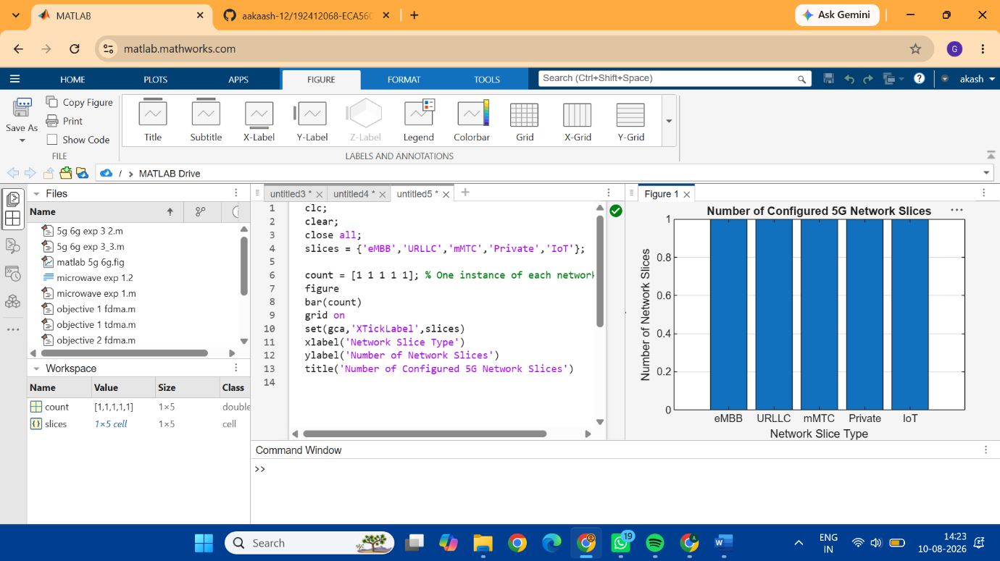 MATLAB
aakaash-12/192412068-ECA560
Ask Gemini
matlab.mathworks.com
G
HOME PLOTS APPS FIGURE FORMAT TOOLS
Search (Ctrl+Shift+Space)
akash
Save As
Copy Figure
Print
Show Code
FILE
Title Subtitle X-Label Y-Label Z-Label Legend Colorbar Grid X-Grid Y-Grid
LABELS AND ANNOTATIONS
/ MATLAB Drive
Files
Name
5g 6g exp 3 2.m
5g 6g exp 3_3.m
matlab 5g 6g.fig
microwave exp 1.2
microwave exp 1.m
objective 1 fdma.m
objective 1 tdma.m
objective 2 fdma.m
Workspace
Name Value Size Class
count [1,1,1,1,1] 1×5 double
slices 1×5 cell 1×5 cell
untitled3 * untitled4 * untitled5 *
1 clc;
2 clear;
3 close all;
4 slices = {'eMBB','URLLC','mMTC','Private','IoT'};
5
6 count = [1 1 1 1 1]; % One instance of each network
7 figure
8 bar(count)
9 grid on
10 set(gca,'XTickLabel',slices)
11 xlabel('Network Slice Type')
12 ylabel('Number of Network Slices')
13 title('Number of Configured 5G Network Slices')
14
Figure 1
Number of Configured 5G Network Slices
Number of Network Slices
1
0.8
0.6
0.4
0.2
0
eMBB URLLC mMTC Private IoT
Network Slice Type
Command Window
>>
Search
19
A
ENG
IN
14:23
10-08-2026